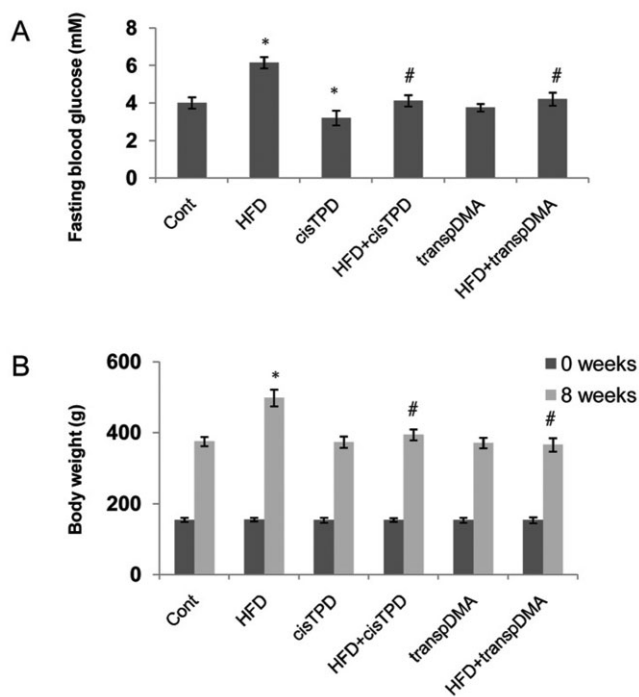 A
Fasting blood glucose (mM)
8
6
4
2
0
*
*
#
#
Cont
HFD
cisTPD
HFD+cisTPD
transpDMA
HFD+transpDMA
B
Body weight (g)
600
400
200
0
*
#
#
0 weeks
8 weeks
Cont
HFD
cisTPD
HFD+cisTPD
transpDMA
HFD+transpDMA